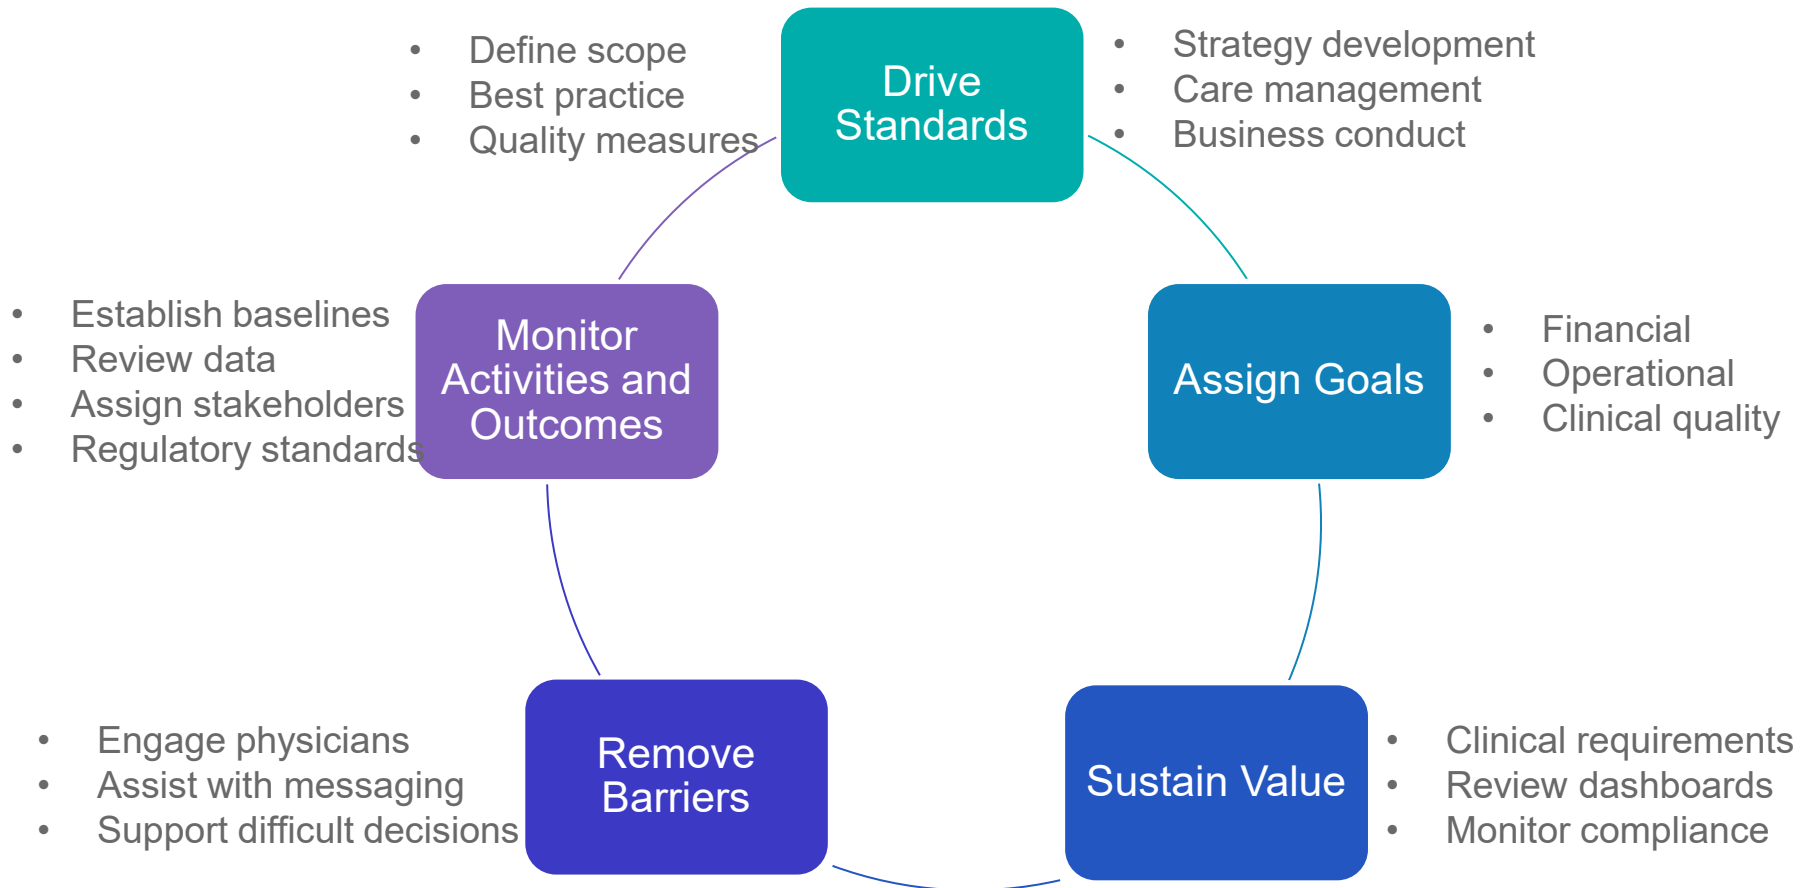 • Define scope
• Best practice
• Quality measures
Drive
Standards
• Strategy development
• Care management
• Business conduct
• Establish baselines
• Review data
• Assign stakeholders
• Regulatory standards
Monitor
Activities and
Outcomes
Assign Goals
• Financial
• Operational
• Clinical quality
• Engage physicians
• Assist with messaging
• Support difficult decisions
Remove
Barriers
Sustain Value
• Clinical requirements
• Review dashboards
• Monitor compliance